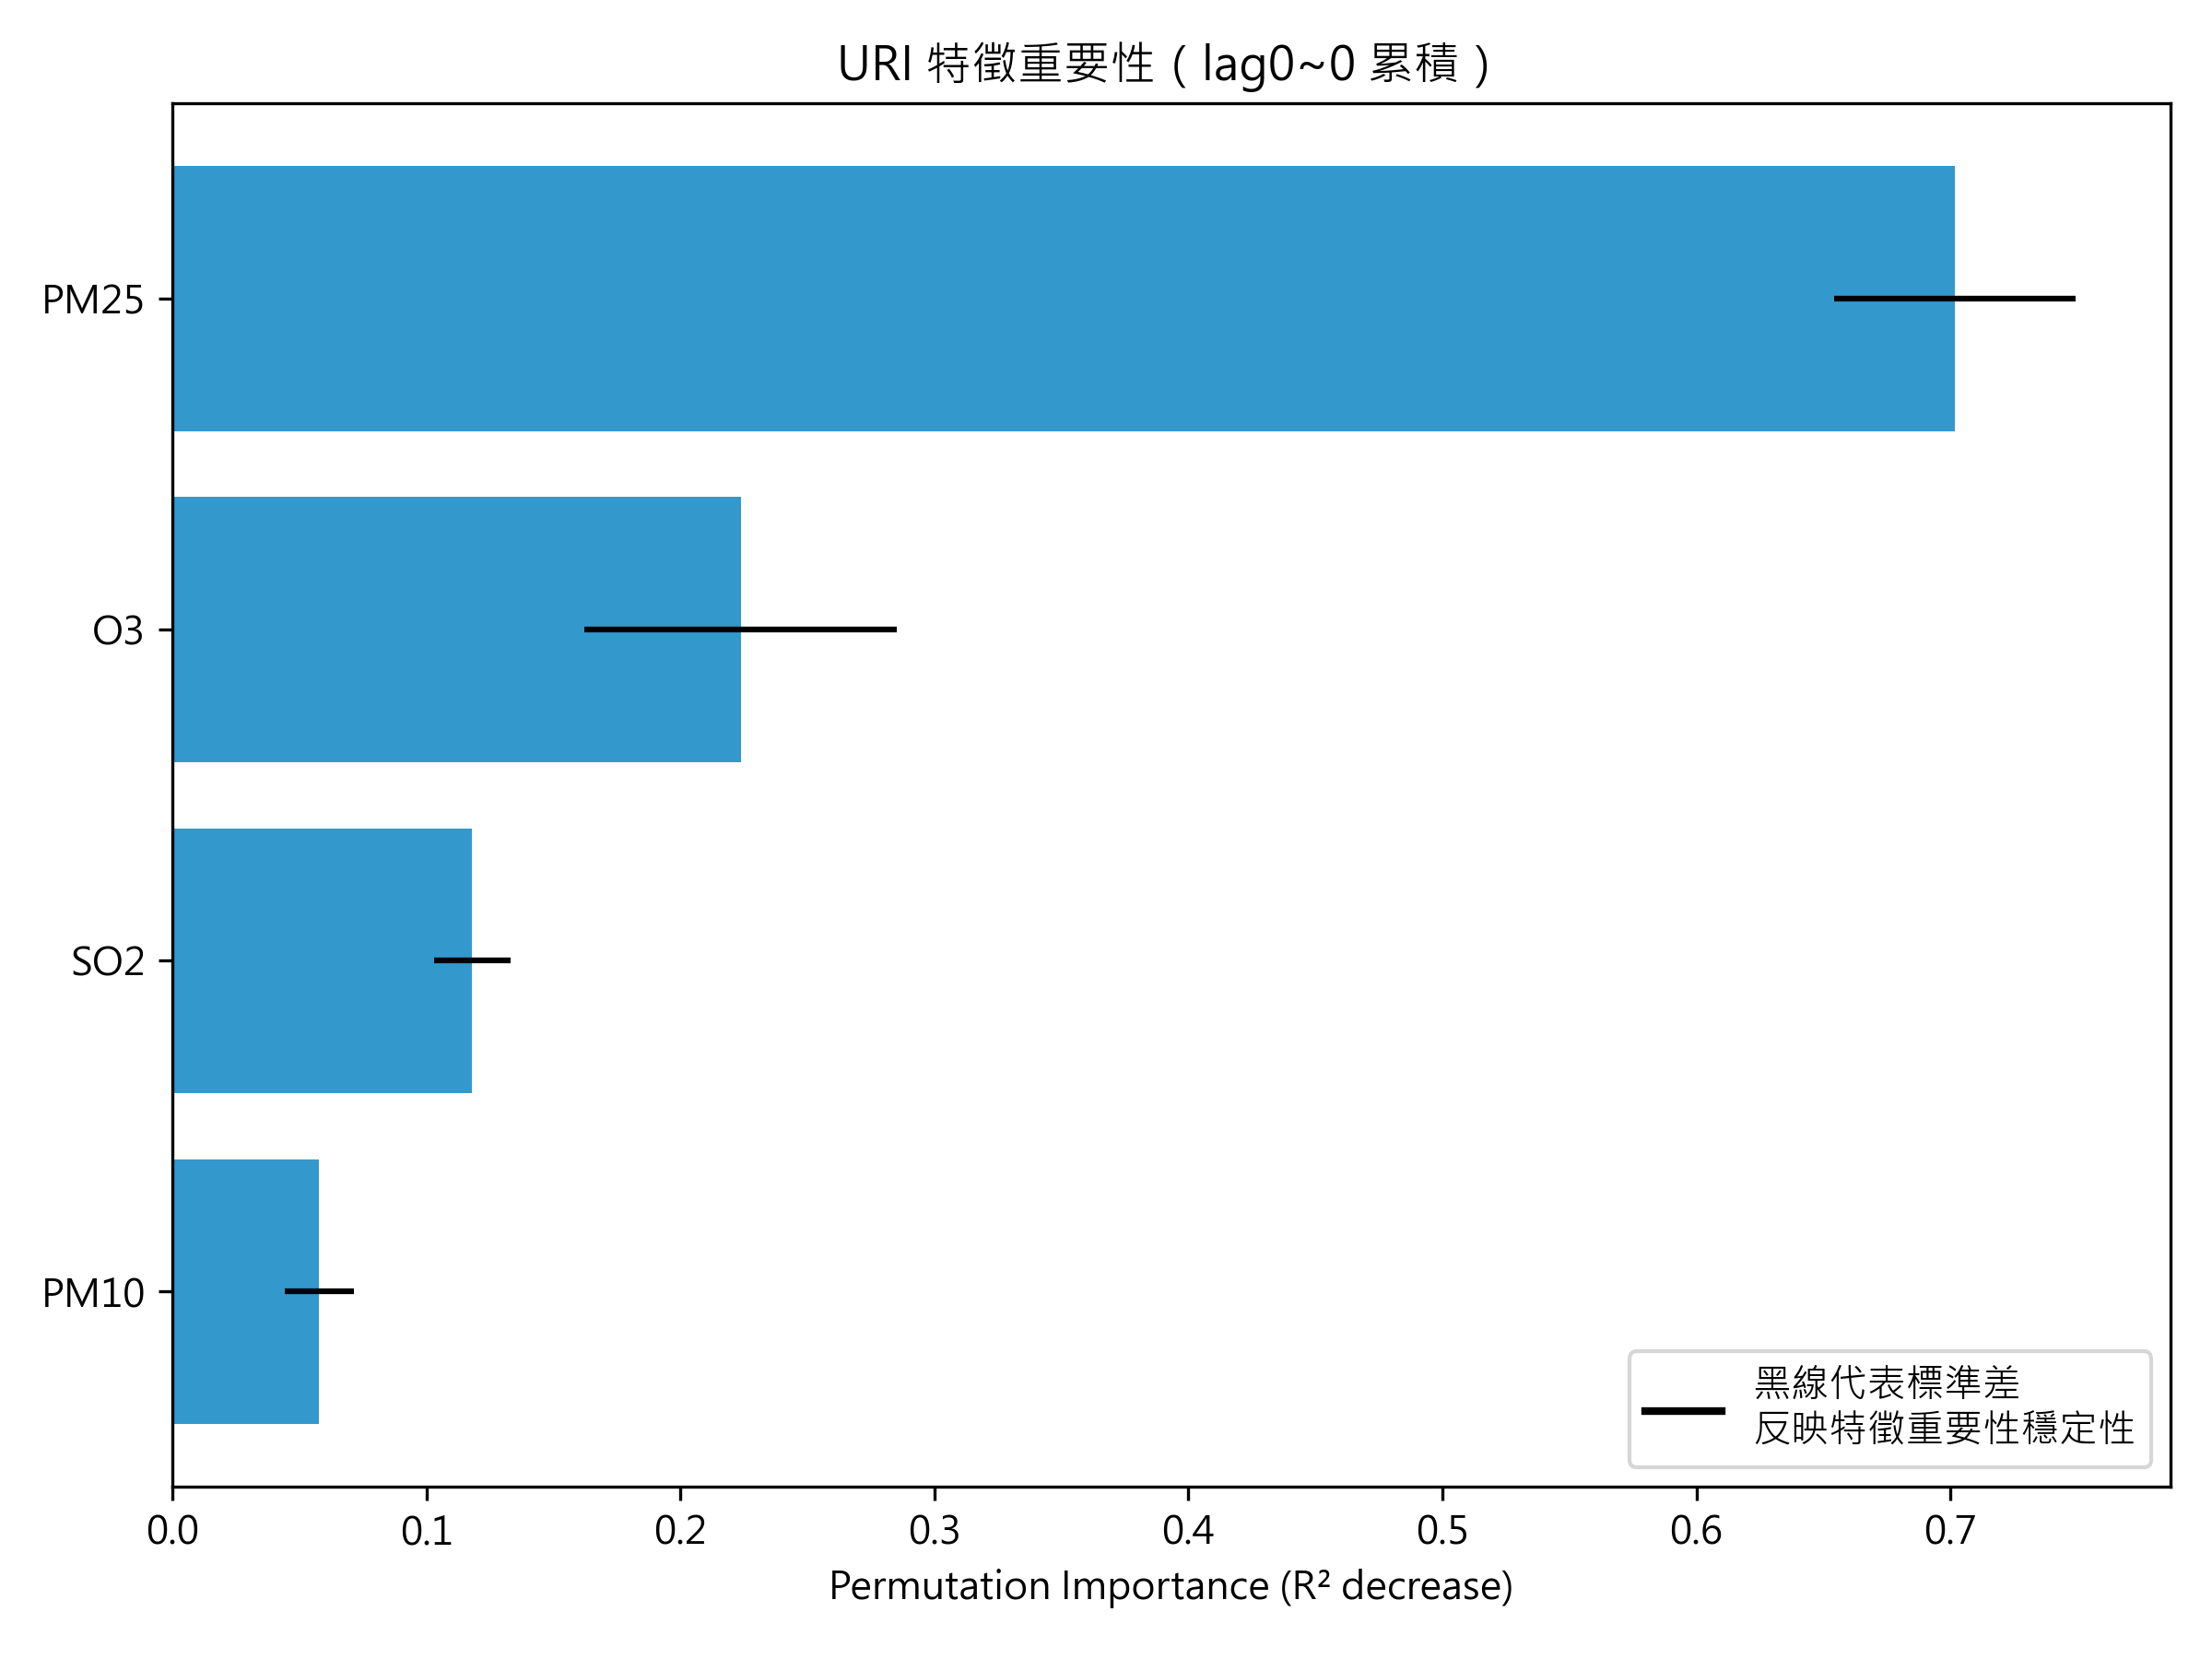 URI 特徵重要性（lag0~0 累積）
PM25
O3
SO2
PM10
黑線代表標準差
反映特徵重要性穩定性
0.0 0.1 0.2 0.3 0.4 0.5 0.6 0.7
Permutation Importance (R² decrease)